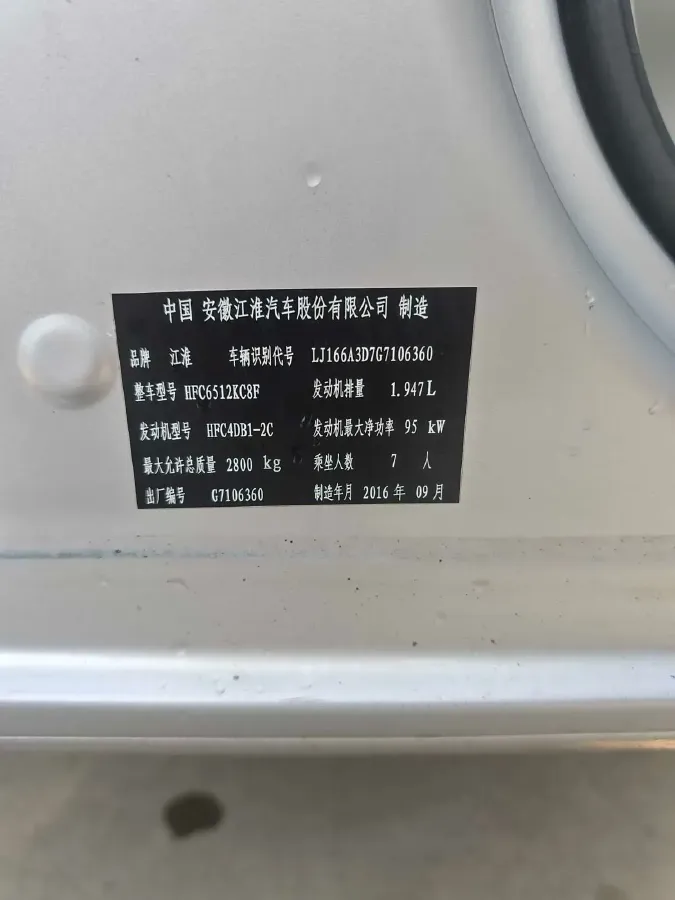 中国 安徽江淮汽车股份有限公司 制造
品牌 江淮 车辆识别代号 LJ166A3D7G7106360
整车型号 HFC6512KC8F 发动机排量 1.947L
发动机型号 HFC4DB1-2C 发动机最大净功率 95 kW
最大允许总质量 2800 kg 乘坐人数 7 人
出厂编号 G7106360 制造年月 2016 年 09 月